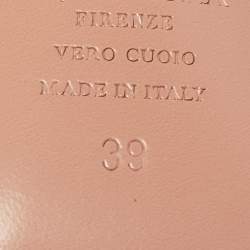 FIRENZE
VERO CUOIO
MADE IN ITALY
39